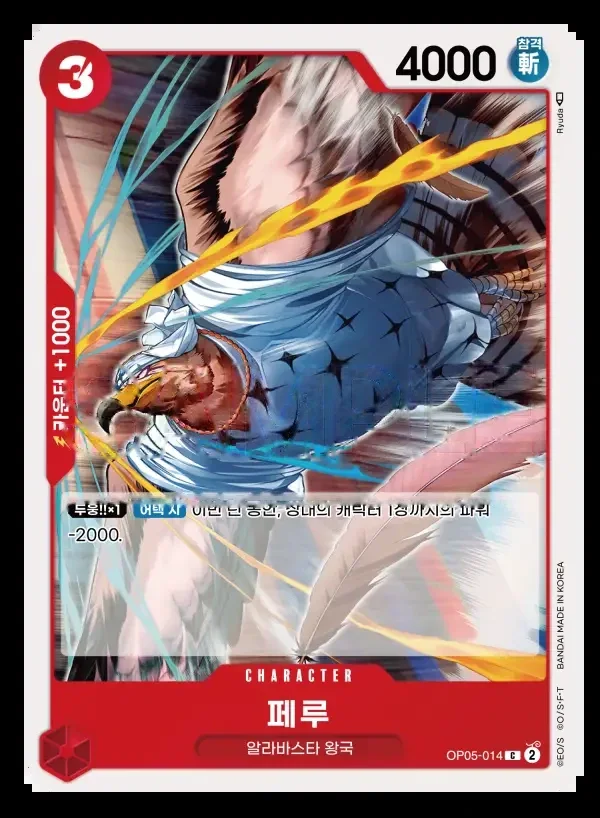 3
4000
참격
斬
Ryuda
카운터 +1000
두웅!!×1 어택 시 이번 턴 동안, 상대의 캐릭터 1장까지의 파워
-2000.
CHARACTER
페루
알라바스타 왕국
OP05-014 C 2
©EO/S ©O/S·F·T BANDAI MADE IN KOREA